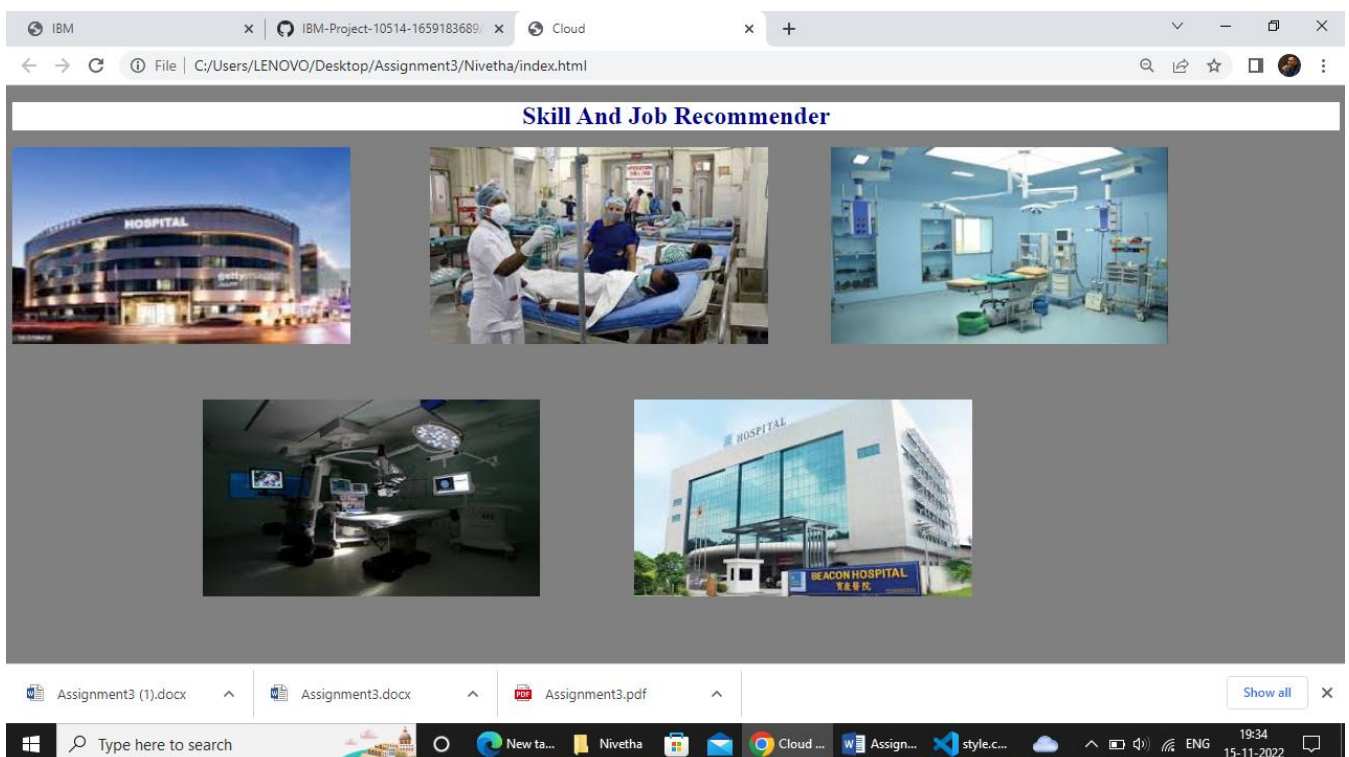 IBM
IBM-Project-10514-1659183689/
Cloud
File
C:/Users/LENOVO/Desktop/Assignment3/Nivetha/index.html
Skill And Job Recommender
HOSPITAL
gettyimages
HOSPITAL
BEACON HOSPITAL
Assignment3 (1).docx
Assignment3.docx
PDF
Assignment3.pdf
Show all
Type here to search
New ta...
Nivetha
Cloud ...
Assign...
style.c...
ENG
19:34
15-11-2022